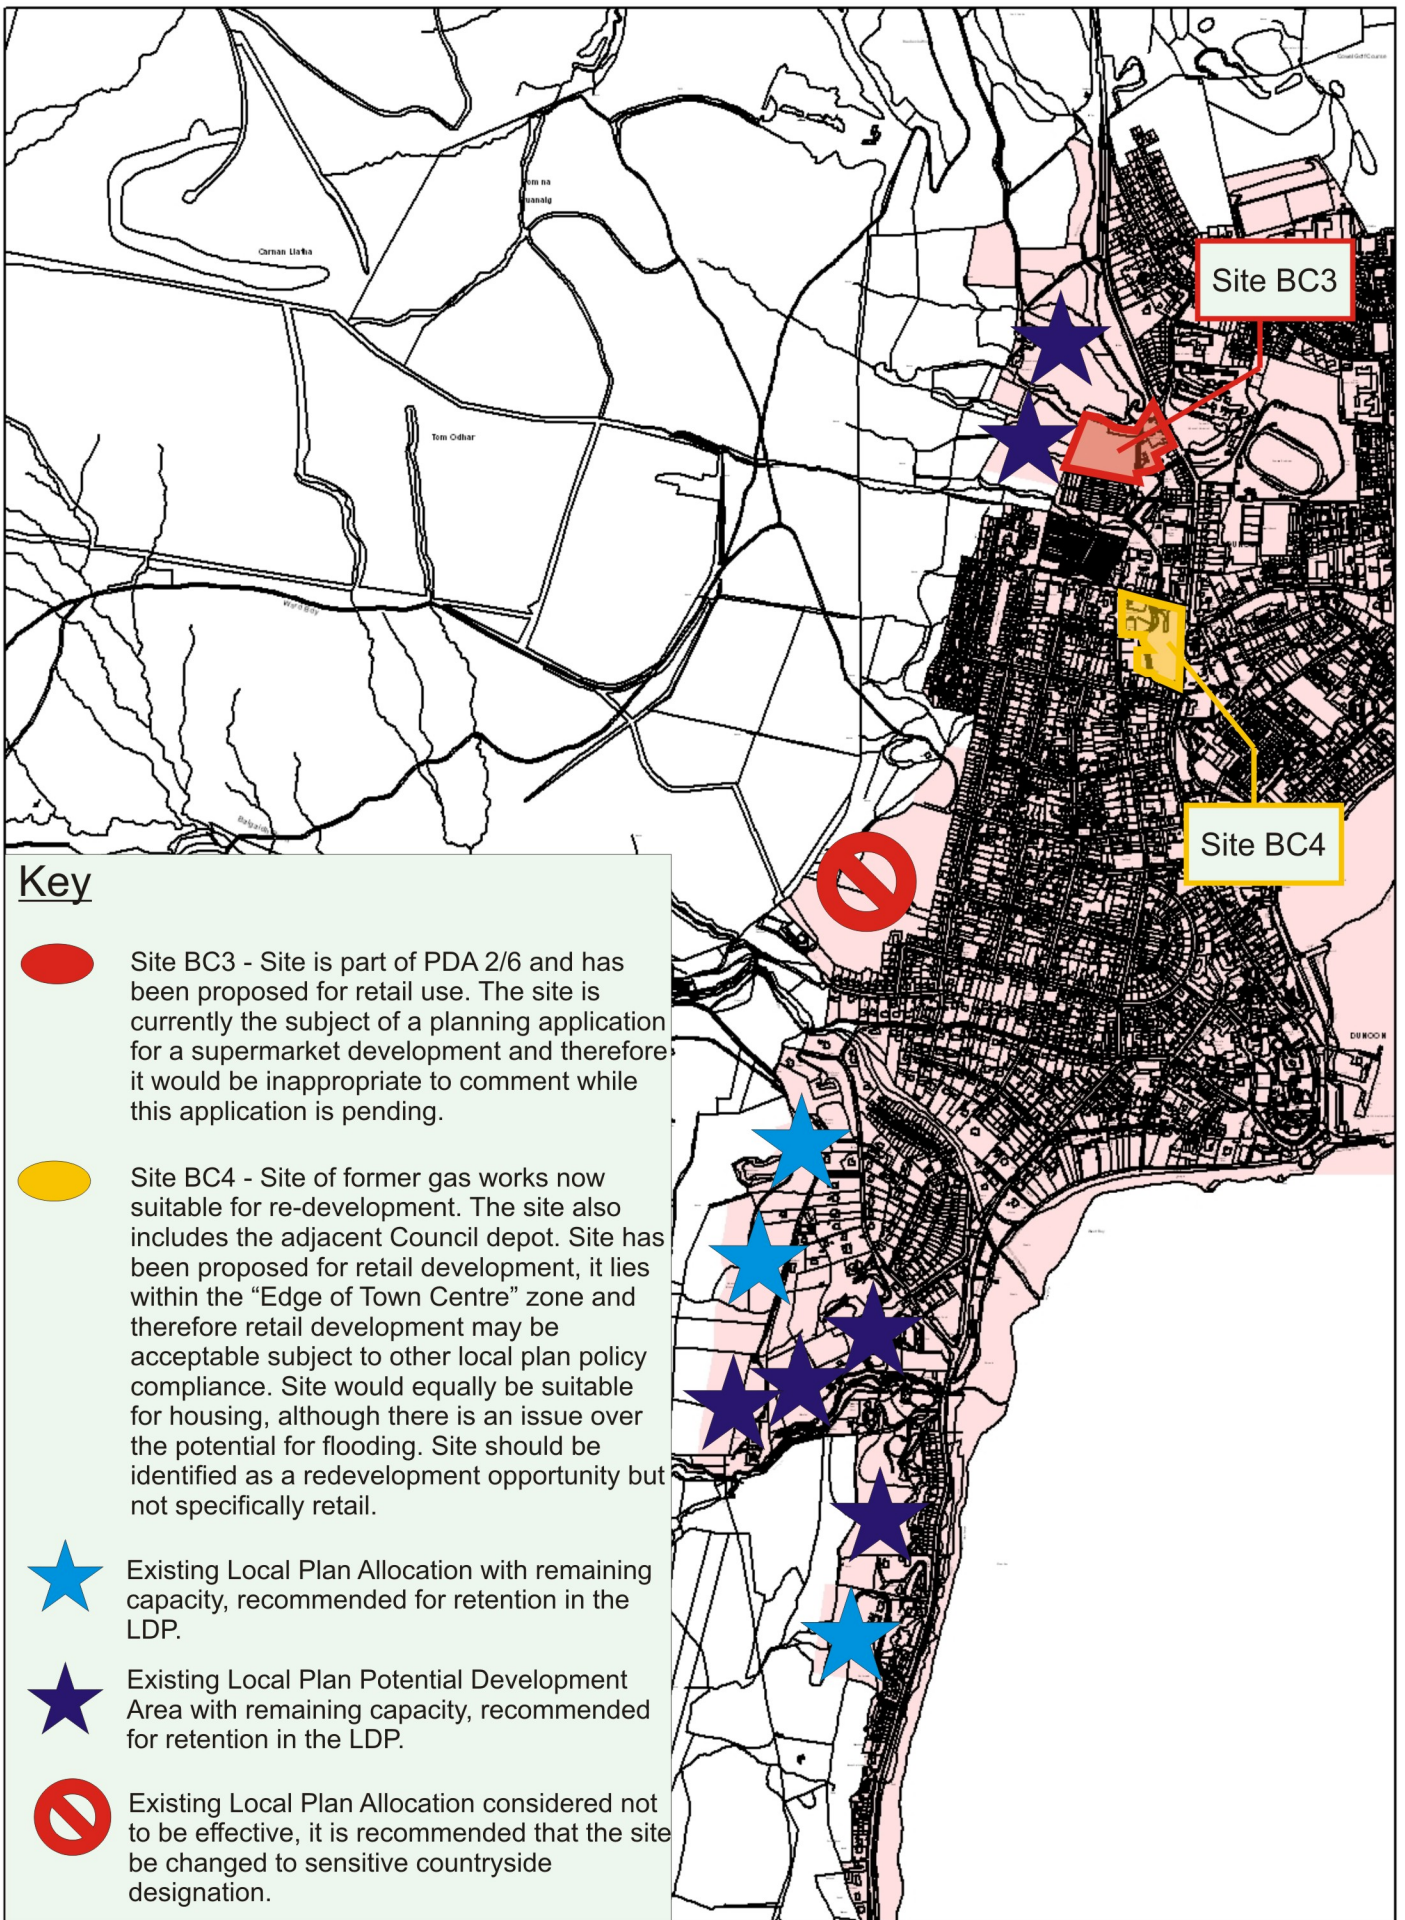 Carnan Liatha
Tom Odhar
Ward Bdy
Site BC3
Site BC4
DUNOON
Key
Site BC3 - Site is part of PDA 2/6 and has
been proposed for retail use. The site is
currently the subject of a planning application
for a supermarket development and therefore
it would be inappropriate to comment while
this application is pending.
Site BC4 - Site of former gas works now
suitable for re-development. The site also
includes the adjacent Council depot. Site has
been proposed for retail development, it lies
within the “Edge of Town Centre” zone and
therefore retail development may be
acceptable subject to other local plan policy
compliance. Site would equally be suitable
for housing, although there is an issue over
the potential for flooding. Site should be
identified as a redevelopment opportunity but
not specifically retail.
Existing Local Plan Allocation with remaining
capacity, recommended for retention in the
LDP.
Existing Local Plan Potential Development
Area with remaining capacity, recommended
for retention in the LDP.
Existing Local Plan Allocation considered not
to be effective, it is recommended that the site
be changed to sensitive countryside
designation.